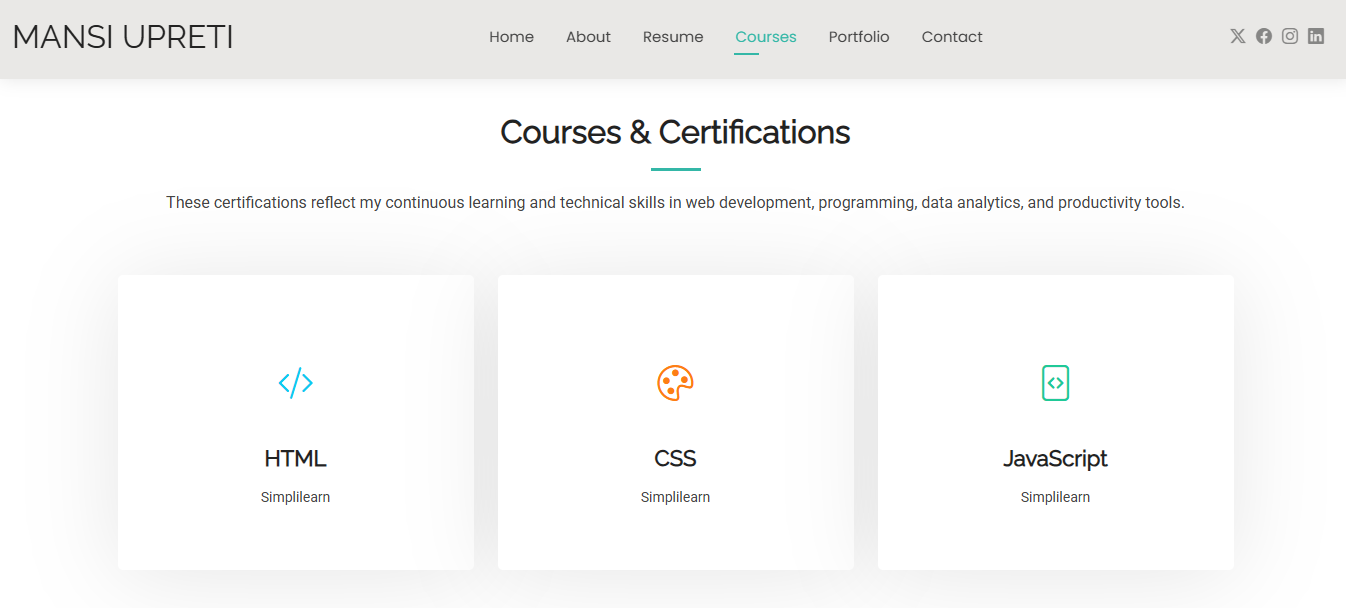 MANSI UPRETI
Home About Resume Courses Portfolio Contact
Courses & Certifications
These certifications reflect my continuous learning and technical skills in web development, programming, data analytics, and productivity tools.
HTML
Simplilearn
CSS
Simplilearn
JavaScript
Simplilearn